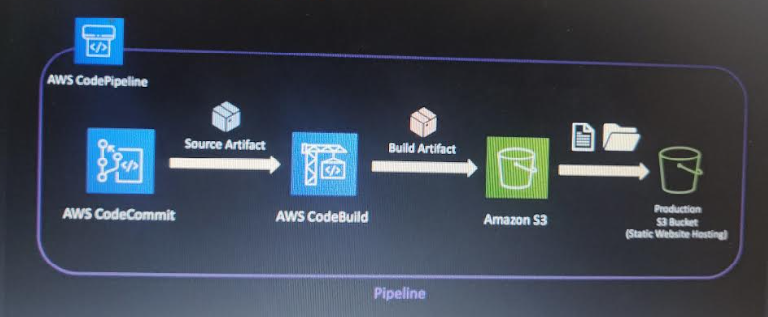 AWS CodePipeline
Source Artifact
Build Artifact
AWS CodeCommit
AWS CodeBuild
Amazon S3
Production
S3 Bucket
(Static Website Hosting)
Pipeline